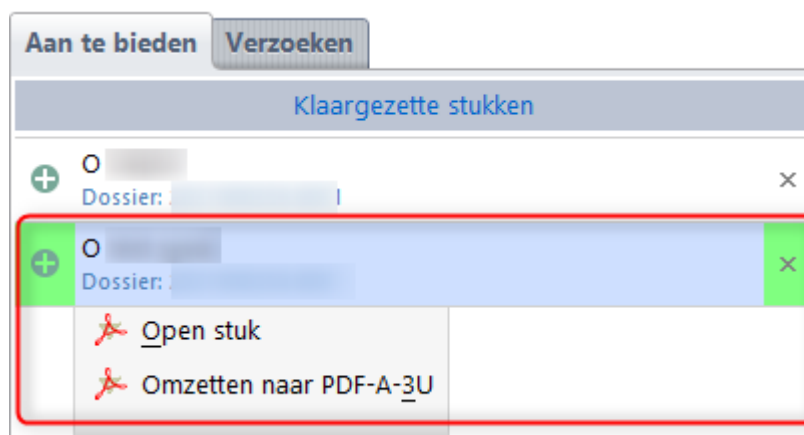 Aan te bieden
Verzoeken
Klaargezette stukken
O
Dossier:
O
Dossier:
Open stuk
Omzetten naar PDF-A-3U